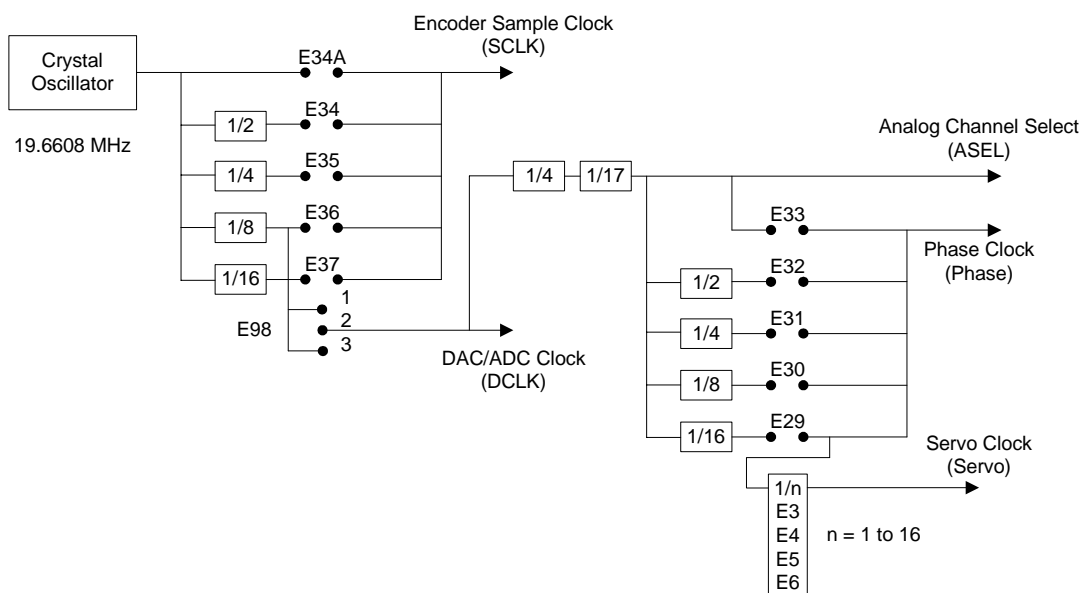 Encoder Sample Clock
(SCLK)
Crystal
Oscillator
E34A
19.6608 MHz
1/2
E34
1/4
E35
1/8
E36
1/16
E37
E98
1
2
3
DAC/ADC Clock
(DCLK)
1/4
1/17
Analog Channel Select
(ASEL)
E33
Phase Clock
(Phase)
1/2
E32
1/4
E31
1/8
E30
1/16
E29
Servo Clock
(Servo)
1/n
E3
E4
E5
E6
n = 1 to 16